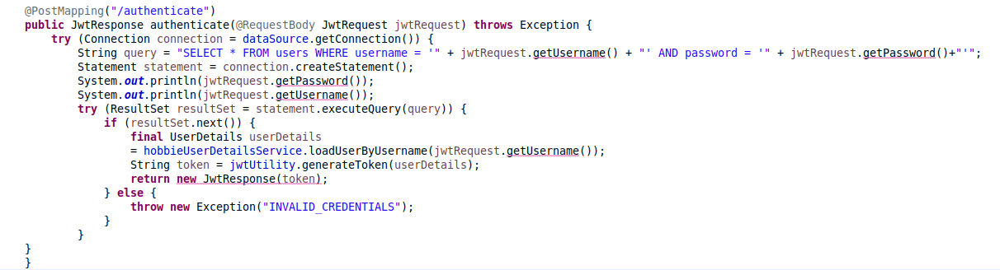 @PostMapping("/authenticate")
public JwtResponse authenticate(@RequestBody JwtRequest jwtRequest) throws Exception {
try (Connection connection = dataSource.getConnection()) {
String query = "SELECT * FROM users WHERE username = '" + jwtRequest.getUsername() + "' AND password = '" + jwtRequest.getPassword()+"'";
Statement statement = connection.createStatement();
System.out.println(jwtRequest.getPassword());
System.out.println(jwtRequest.getUsername());
try (ResultSet resultSet = statement.executeQuery(query)) {
if (resultSet.next()) {
final UserDetails userDetails
= hobbieUserDetailsService.loadUserByUsername(jwtRequest.getUsername());
String token = jwtUtility.generateToken(userDetails);
return new JwtResponse(token);
} else {
throw new Exception("INVALID_CREDENTIALS");
}
}
}
}